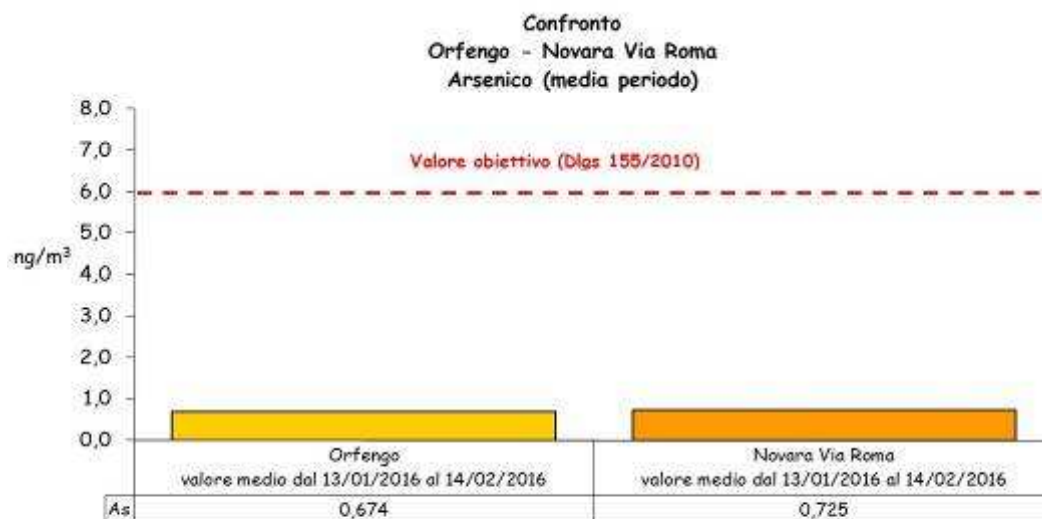 Confronto
Orfengo - Novara Via Roma
Arsenico (media periodo)
8,0
7,0
Valore obiettivo (Dlgs 155/2010)
6,0
5,0
ng/m³
4,0
3,0
2,0
1,0
0,0
Orfengo
valore medio dal 13/01/2016 al 14/02/2016
Novara Via Roma
valore medio dal 13/01/2016 al 14/02/2016
As 0,674 0,725